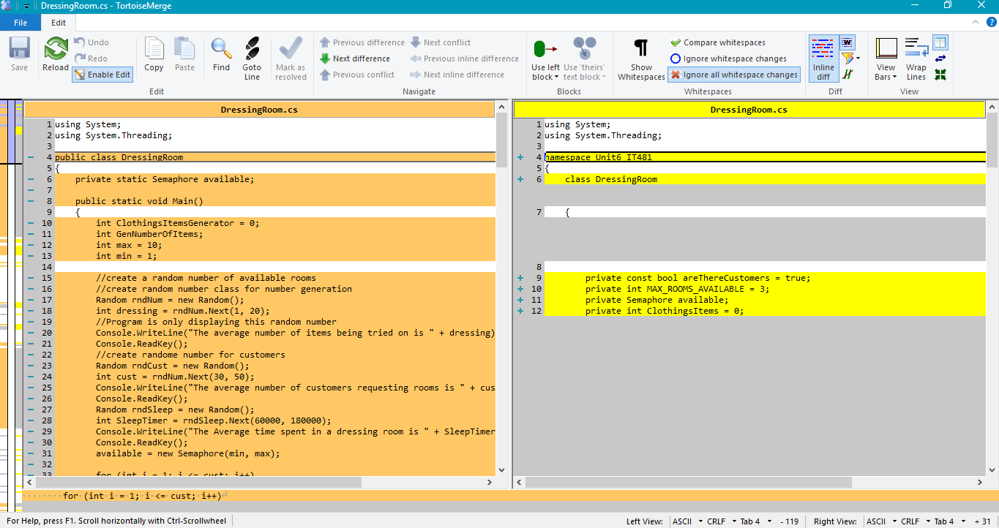 DressingRoom.cs - TortoiseMerge
File
Edit
Save
Reload
Undo
Redo
Enable Edit
Copy
Paste
Find
Goto
Line
Mark as
resolved
Previous difference
Next difference
Previous conflict
Next conflict
Previous inline difference
Next inline difference
Use left
block
Use 'theirs'
text block
Show
Whitespaces
Compare whitespaces
Ignore whitespace changes
Ignore all whitespace changes
Inline
diff
View
Bars
Wrap
Lines
Edit
Navigate
Blocks
Whitespaces
Diff
View
DressingRoom.cs
1 using System;
2 using System.Threading;
3
4 public class DressingRoom
5 {
6 private static Semaphore available;
7
8 public static void Main()
9 {
10 int ClothingsItemsGenerator = 0;
11 int GenNumberOfItems;
12 int max = 10;
13 int min = 1;
14
15 //create a random number of available rooms
16 //create random number class for number generation
17 Random rndNum = new Random();
18 int dressing = rndNum.Next(1, 20);
19 //Program is only displaying this random number
20 Console.WriteLine("The average number of items being tried on is " + dressing)
21 Console.ReadKey();
22 //create randome number for customers
23 Random rndCust = new Random();
24 int cust = rndNum.Next(30, 50);
25 Console.WriteLine("The average number of customers requesting rooms is " + cus
26 Console.ReadKey();
27 Random rndSleep = new Random();
28 int SleepTimer = rndSleep.Next(60000, 180000);
29 Console.WriteLine("The Average time spent in a dressing room is " + SleepTimer
30 Console.ReadKey();
31 available = new Semaphore(min, max);
32
33 for (int i = 1; i <= cust; i++)
DressingRoom.cs
1 using System;
2 using System.Threading;
3
4 namespace Unit6_IT481
5 {
6 class DressingRoom
7 {
8
9 private const bool areThereCustomers = true;
10 private int MAX_ROOMS_AVAILABLE = 3;
11 private Semaphore available;
12 private int ClothingsItems = 0;
for (int i = 1; i <= cust; i++)
For Help, press F1. Scroll horizontally with Ctrl-Scrollwheel
Left View: ASCII CRLF Tab 4 - 119
Right View: ASCII CRLF Tab 4 + 31